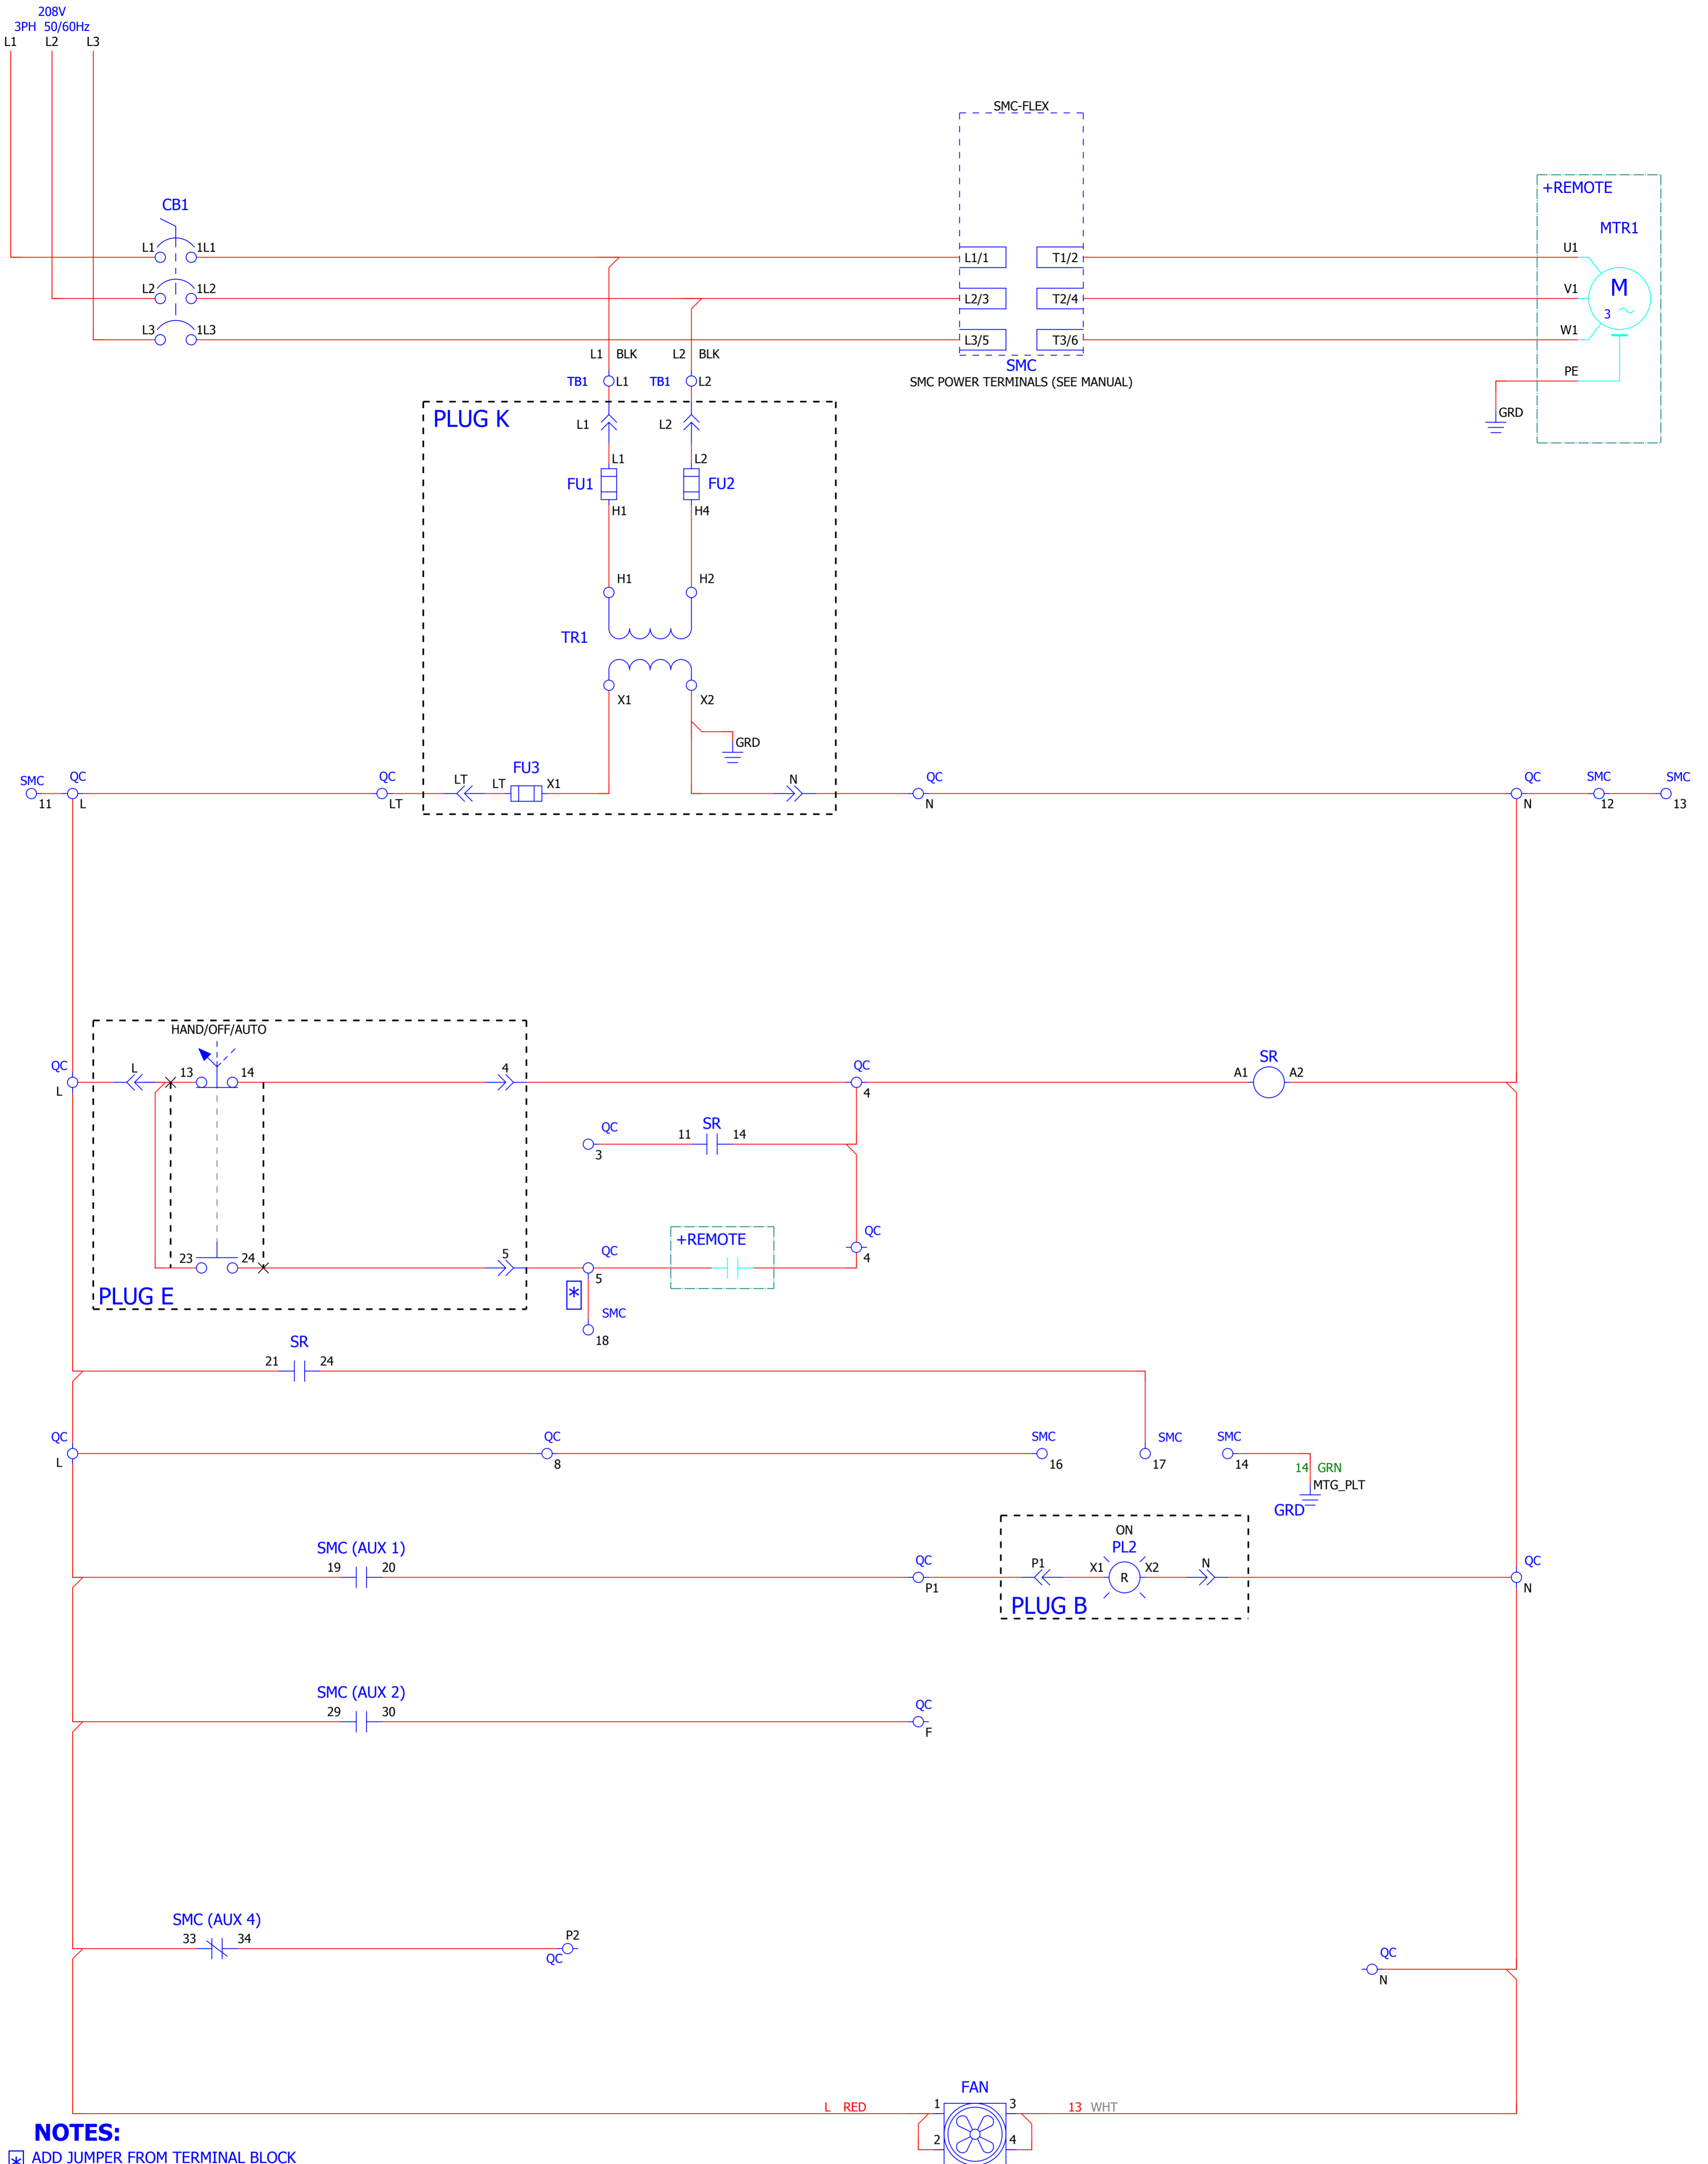 208V
3PH 50/60Hz
L1 L2 L3
SMC-FLEX
+REMOTE
CB1
MTR1
L1 1L1
L1/1 T1/2
U1
L2 1L2
L2/3 T2/4
V1
M
3
L3 1L3
L3/5 T3/6
W1
L1 BLK L2 BLK
SMC
PE
TB1 L1 TB1 L2
SMC POWER TERMINALS (SEE MANUAL)
GRD
PLUG K
L1 L2
L1 L2
FU1 FU2
H1 H4
H1 H2
TR1
X1 X2
GRD
FU3
SMC QC QC LT LT X1 N QC QC SMC SMC
11 L LT N N 12 13
HAND/OFF/AUTO
QC L 13 14 4 QC SR
A1 A2
L 4
QC SR
11 14
3
+REMOTE QC
4
23 24 5 QC
5
*
PLUG E
SMC
18
SR
21 24
QC QC SMC SMC SMC
L 8 16 17 14
14 GRN
MTG_PLT
GRD
ON
SMC (AUX 1) PL2
19 20 QC P1 X1 X2 N QC
R
P1 N
PLUG B
SMC (AUX 2)
29 30 QC
F
SMC (AUX 4)
33 34 P2
QC
QC
N
FAN
L RED 1 3 13 WHT
2 4
NOTES:
* ADD JUMPER FROM TERMINAL BLOCK